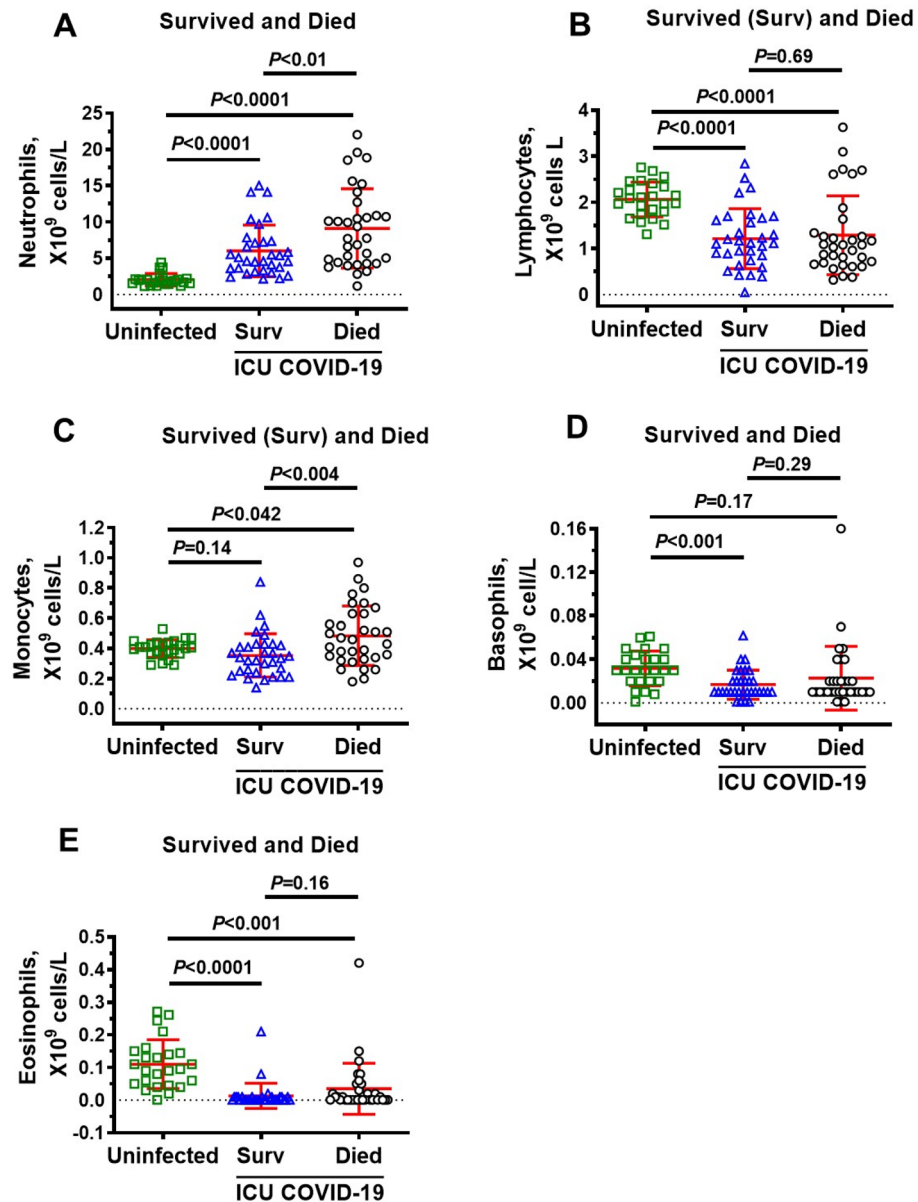 A
Survived and Died
P<0.01
P<0.0001
P<0.0001
Neutrophils,
X10⁹ cells/L
25
20
15
10
5
0
Uninfected Surv Died
ICU COVID-19
B
Survived (Surv) and Died
P=0.69
P<0.0001
P<0.0001
Lymphocytes,
X10⁹ cells L
4
3
2
1
0
Uninfected Surv Died
ICU COVID-19
C
Survived (Surv) and Died
P<0.004
P<0.042
P=0.14
Monocytes,
X10⁹ cells/L
1.2
1.0
0.8
0.6
0.4
0.2
0.0
Uninfected Surv Died
ICU COVID-19
D
Survived and Died
P=0.29
P=0.17
P<0.001
Basophils,
X10⁹ cell/L
0.16
0.12
0.08
0.04
0.00
Uninfected Surv Died
ICU COVID-19
E
Survived and Died
P=0.16
P<0.001
P<0.0001
Eosinophils,
X10⁹ cells/L
0.5
0.4
0.3
0.2
0.1
0.0
-0.1
Uninfected Surv Died
ICU COVID-19